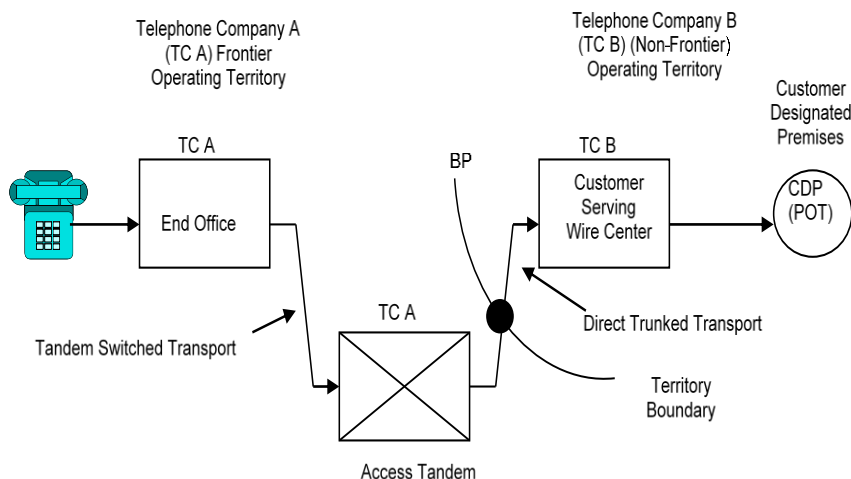 Telephone Company A
(TC A) Frontier
Operating Territory
Telephone Company B
(TC B) (Non-Frontier)
Operating Territory
Customer
Designated
Premises
TC A
End Office
BP
TC B
Customer
Serving
Wire Center
CDP
(POT)
Tandem Switched Transport
TC A
Direct Trunked Transport
Territory
Boundary
Access Tandem